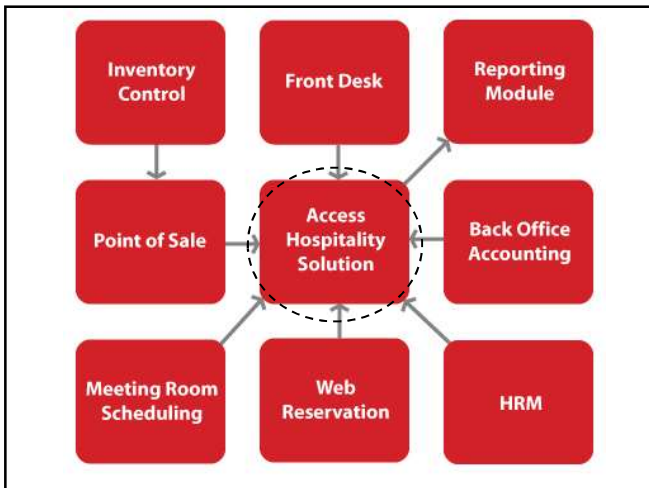 Inventory
Control
Front Desk
Reporting
Module
Point of Sale
Access
Hospitality
Solution
Back Office
Accounting
Meeting Room
Scheduling
Web
Reservation
HRM